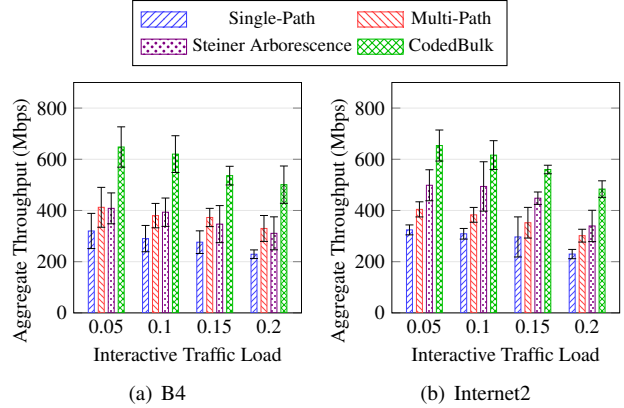 Single-Path Multi-Path
Steiner Arborescence CodedBulk
Aggregate Throughput (Mbps)
800
600
400
200
0
0.05 0.1 0.15 0.2
Interactive Traffic Load
(a) B4
Aggregate Throughput (Mbps)
800
600
400
200
0
0.05 0.1 0.15 0.2
Interactive Traffic Load
(b) Internet2